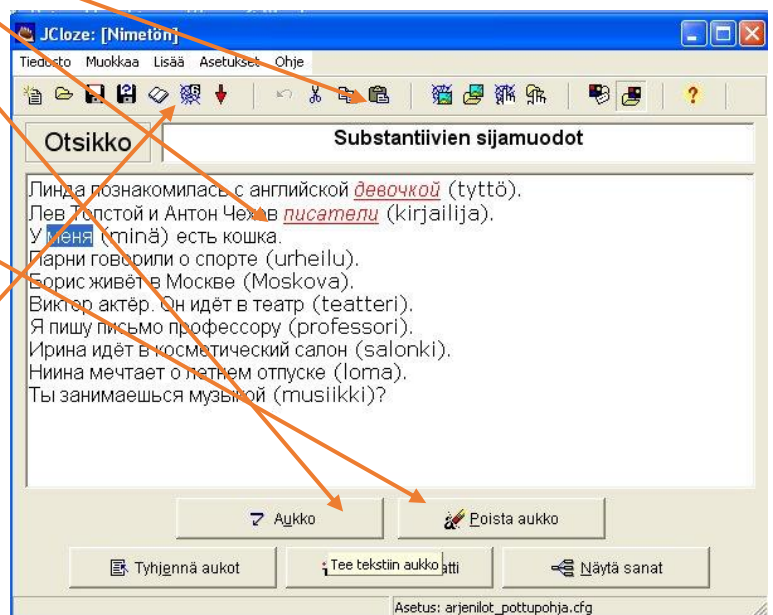 JCloze: [Nimetön]
Tiedosto Muokkaa Lisää Asetukset Ohje
Otsikko
Substantiivien sijamuodot
Линда познакомилась с английской девочкой (tyttö).
Лев Толстой и Антон Чехов писатели (kirjailija).
У меня (minä) есть кошка.
Парни говорили о спорте (urheilu).
Борис живёт в Москве (Moskova).
Виктор актёр. Он идёт в театр (teatteri).
Я пишу письмо профессору (professori).
Ирина идёт в косметический салон (salonki).
Ниина мечтает о летнем отпуске (loma).
Ты занимаешься музыкой (musiikki)?
Aukko Poista aukko
Tyhjennä aukot Tee tekstiin aukko Näytä sanat
Asetus: arjenilot_pottupohja.cfg